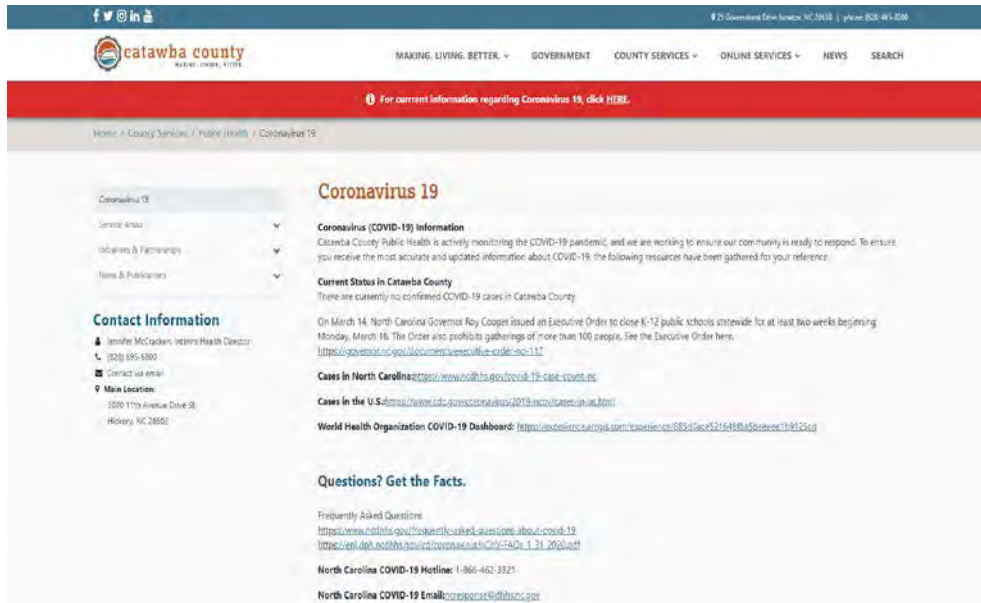 25 Government Drive Newton, NC 28658 | phone: (828) 465-8200
catawba county
MAKING. LIVING. BETTER.
MAKING. LIVING. BETTER. GOVERNMENT COUNTY SERVICES ONLINE SERVICES NEWS SEARCH
For currrent information regarding Coronavirus 19, click HERE.
Home / County Services / Public Health / Coronavirus 19
Coronavirus 19
Service Areas
Initiatives & Partnerships
News & Publications
Contact Information
Jennifer McCracken, Interim Health Director
(828) 695-5800
Contact via email
Main Location:
3070 11th Avenue Drive SE
Hickory, NC 28602
Coronavirus 19
Coronavirus (COVID-19) Information
Catawba County Public Health is actively monitoring the COVID-19 pandemic, and we are working to ensure our community is ready to respond. To ensure
you receive the most accurate and updated information about COVID-19, the following resources have been gathered for your reference.
Current Status in Catawba County
There are currently no confirmed COVID-19 cases in Catawba County
On March 14, North Carolina Governor Roy Cooper issued an Executive Order to close K-12 public schools statewide for at least two weeks beginning
Monday, March 16. The Order also prohibits gatherings of more than 100 people. See the Executive Order here.
https://governor.nc.gov/documents/executive-order-no-117
Cases in North Carolina:https://www.ncdhhs.gov/covid-19-case-count-nc
Cases in the U.S.:https://www.cdc.gov/coronavirus/2019-ncov/cases-in-us.html
World Health Organization COVID-19 Dashboard:
Questions? Get the Facts.
Frequently Asked Questions
https://www.ncdhhs.gov/frequently-asked-questions-about-covid-19
North Carolina COVID-19 Hotline: 1-866-462-3821
North Carolina COVID-19 Email:ncresponse@dhhs.nc.gov